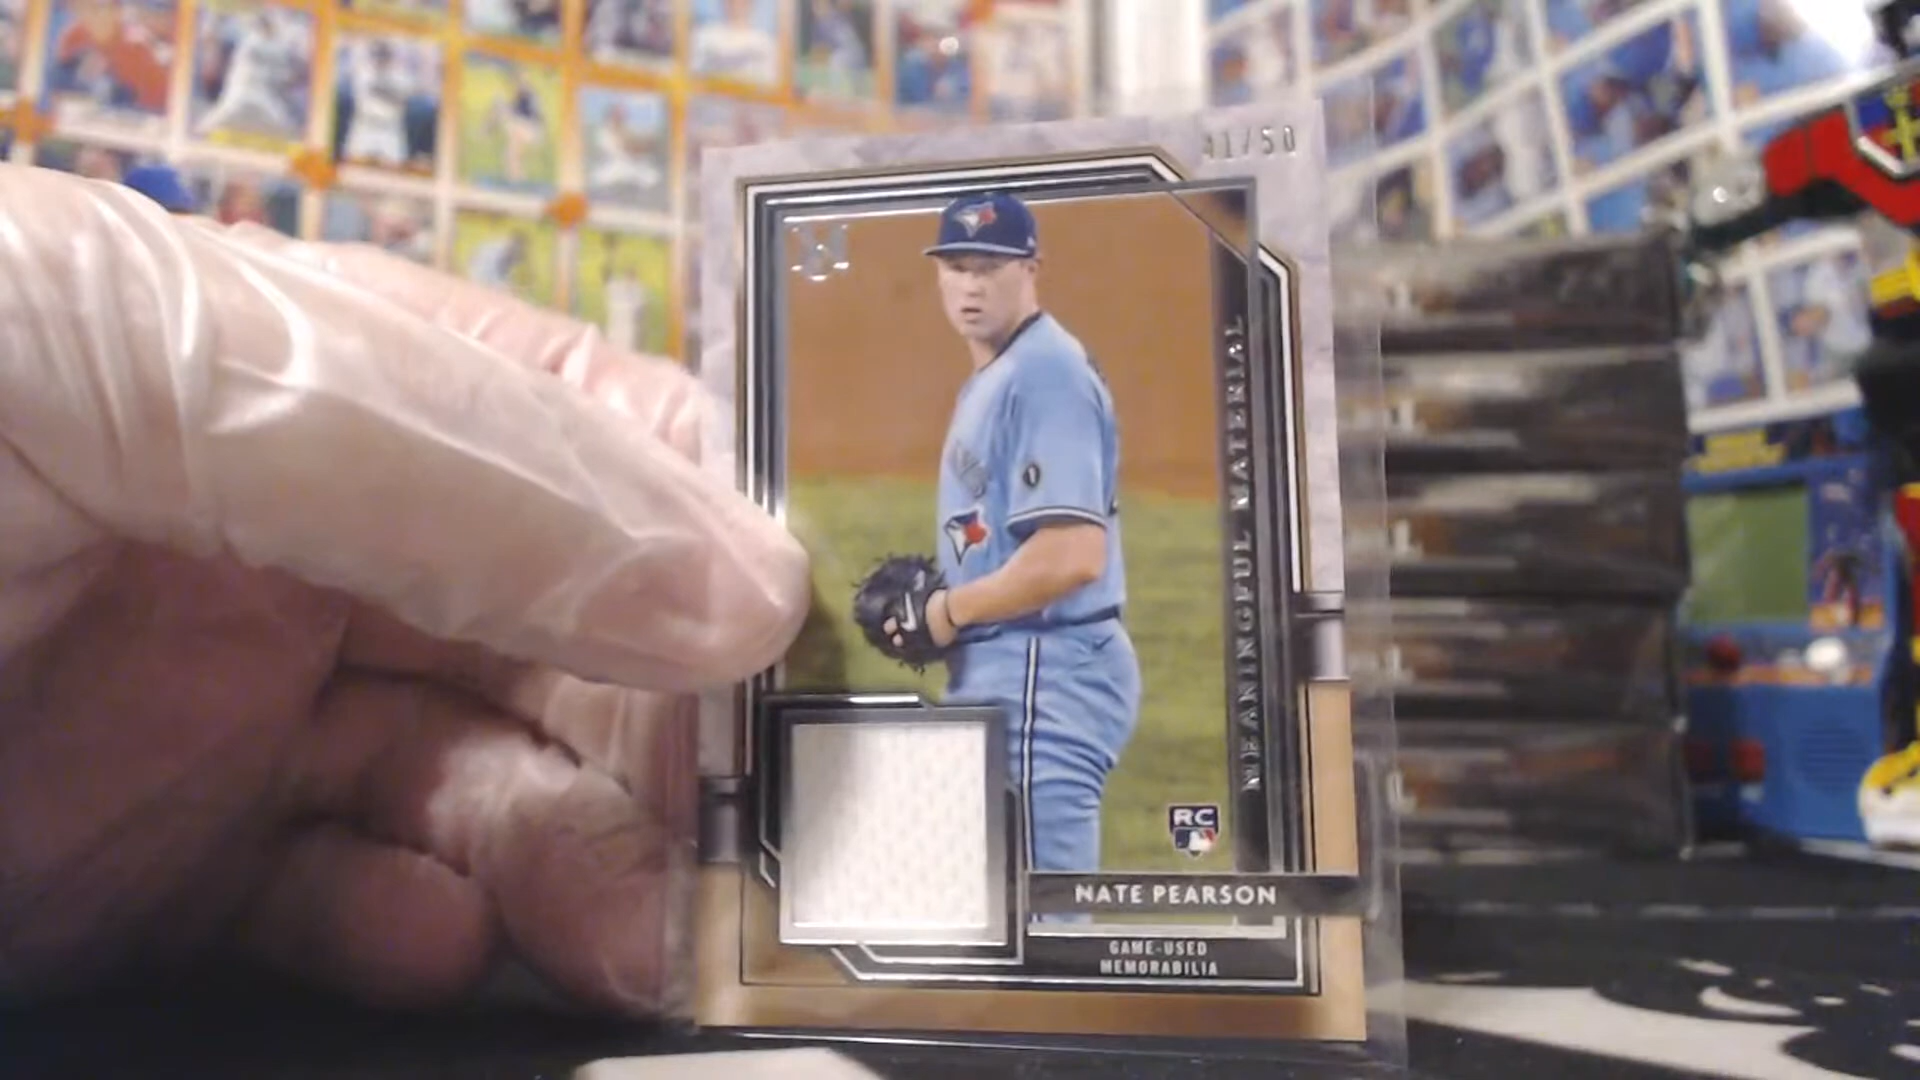 41/50
MEANINGFUL MATERIAL
RC
NATE PEARSON
GAME-USED
MEMORABILIA